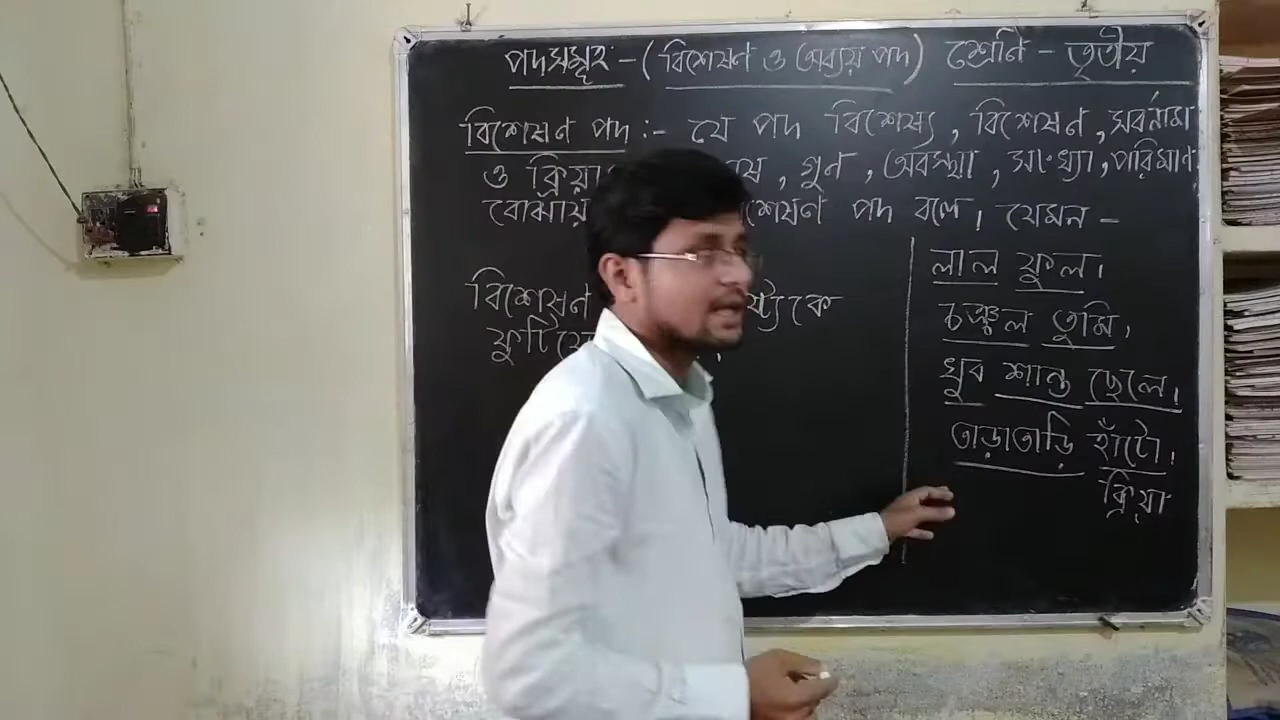 পদসমূহ - (বিশেষণ ও অব্যয় পদ) শ্রেণি - তৃতীয়
বিশেষণ পদ :- যে পদ বিশেষ্য, বিশেষণ, সর্বনাম
ও গুন, অবস্থা, সংখ্যা, পরিমাণ
বোঝায় পদ বলে। যেমন -
বিশেষণ
লাল ফুল।
চঞ্চল তুমি।
খুব শান্ত ছেলে।
তাড়াতাড়ি হাঁটো।
ক্রিয়া